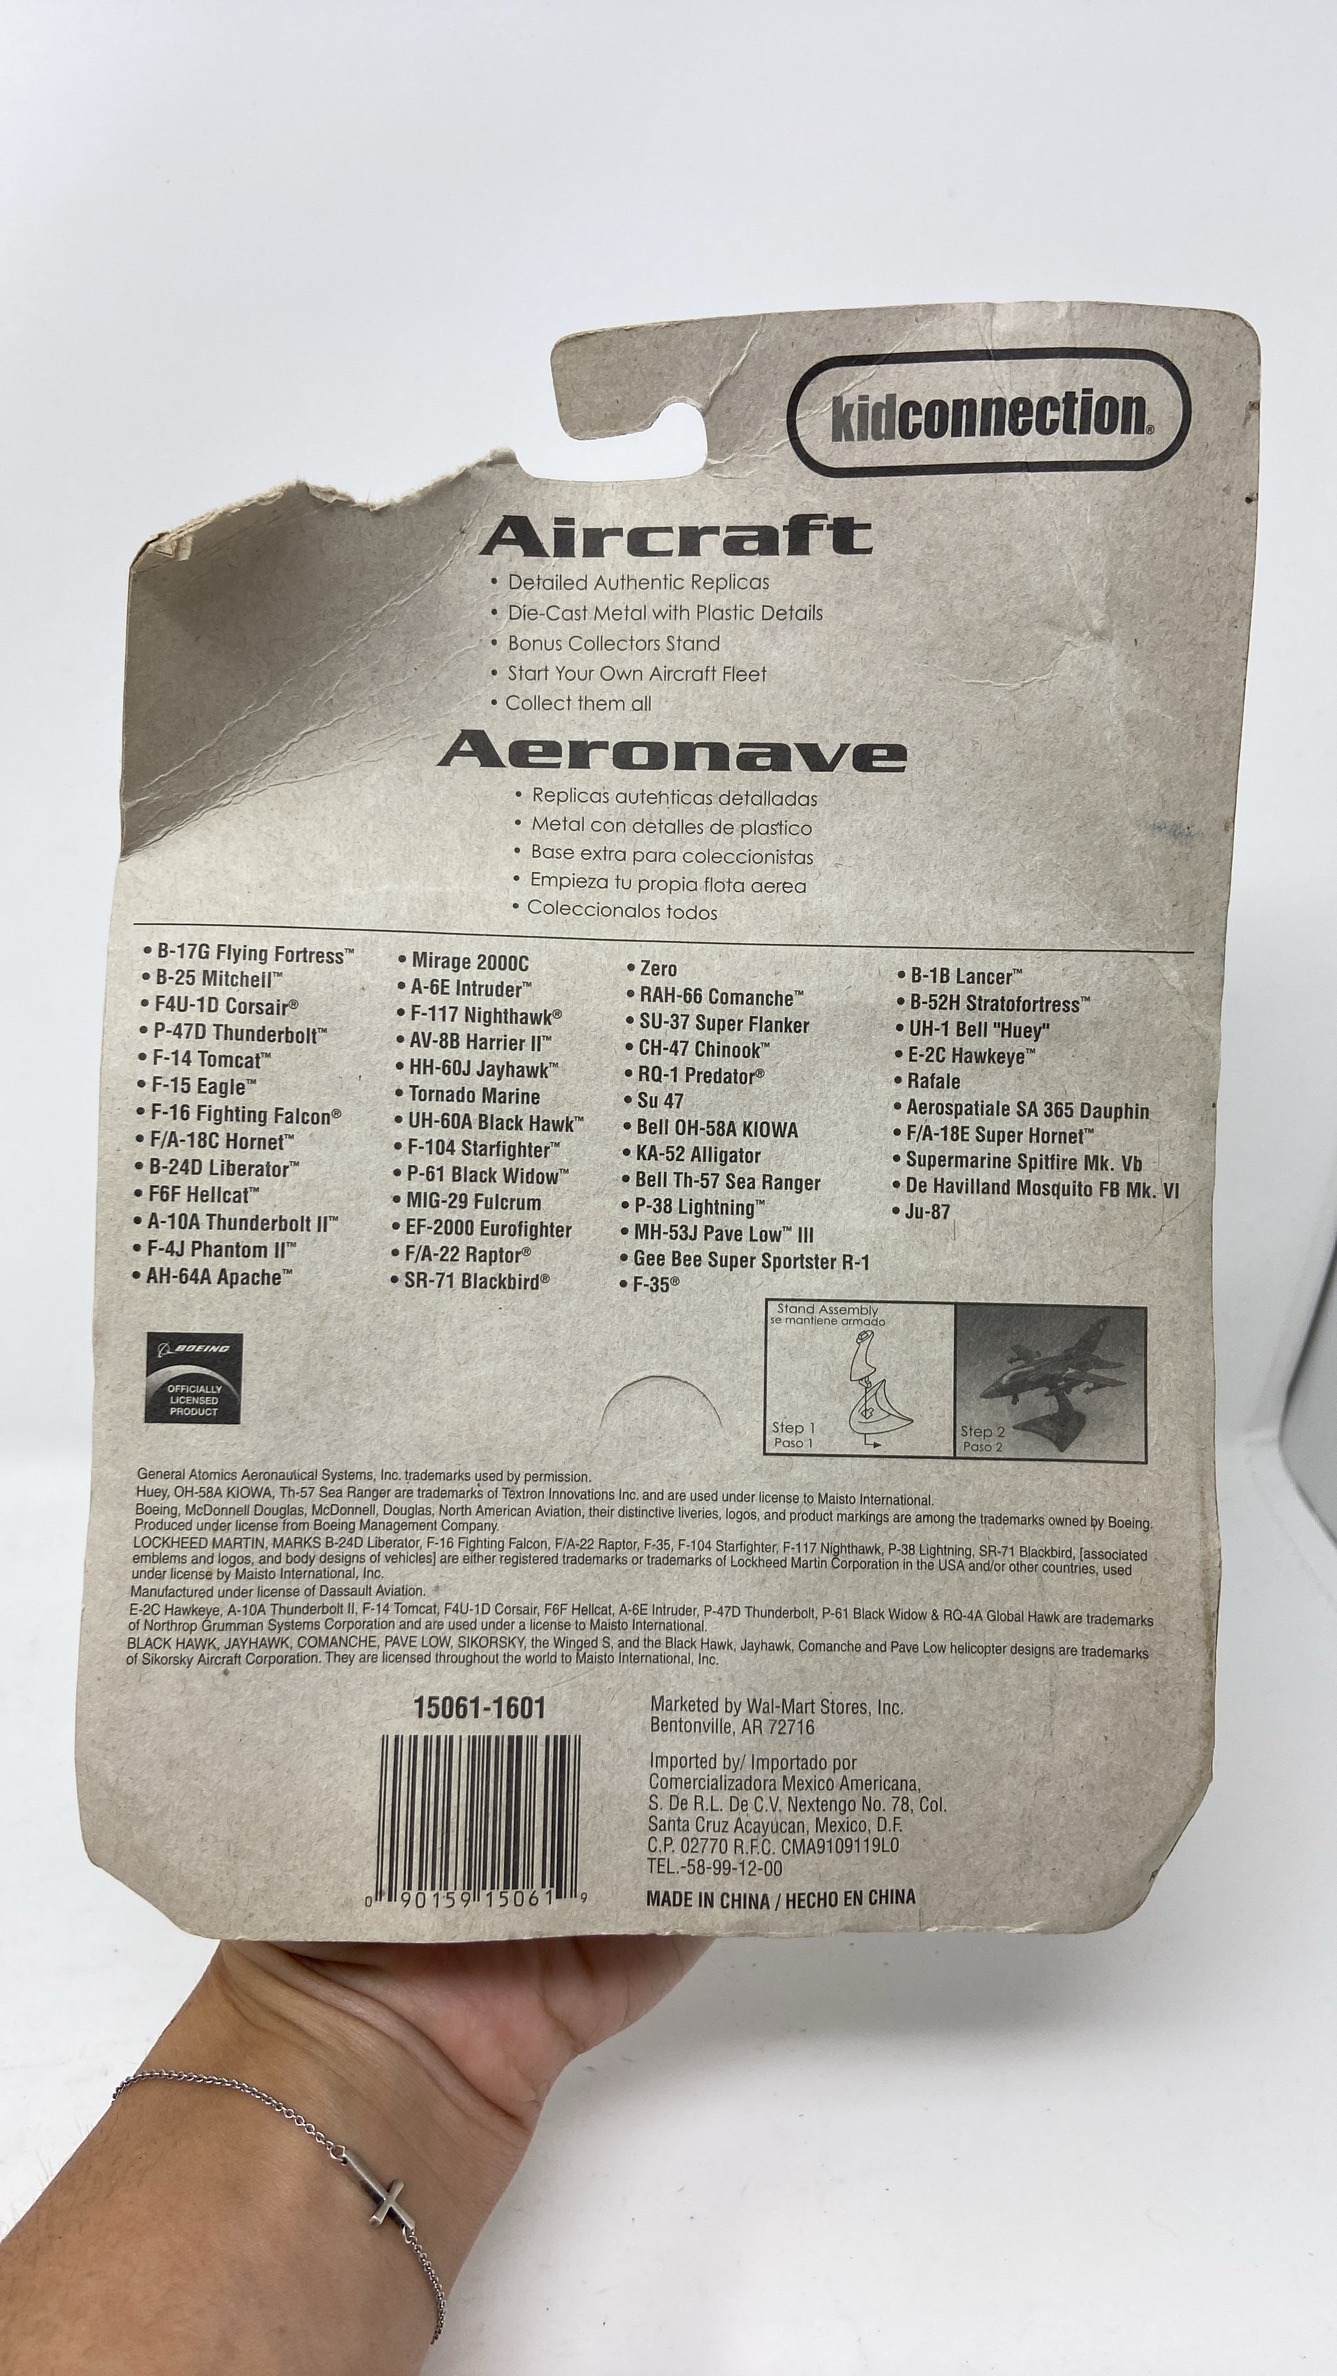 kidconnection®
Aircraft
• Detailed Authentic Replicas
• Die-Cast Metal with Plastic Details
• Bonus Collectors Stand
• Start Your Own Aircraft Fleet
• Collect them all
Aeronave
• Replicas autenticas detalladas
• Metal con detalles de plastico
• Base extra para coleccionistas
• Empieza tu propia flota aerea
• Coleccionalos todos
• B-17G Flying Fortress™
• B-25 Mitchell™
• F4U-1D Corsair®
• P-47D Thunderbolt™
• F-14 Tomcat™
• F-15 Eagle™
• F-16 Fighting Falcon®
• F/A-18C Hornet™
• B-24D Liberator™
• F6F Hellcat™
• A-10A Thunderbolt II™
• F-4J Phantom II™
• AH-64A Apache™
• Mirage 2000C
• A-6E Intruder™
• F-117 Nighthawk®
• AV-8B Harrier II™
• HH-60J Jayhawk™
• Tornado Marine
• UH-60A Black Hawk™
• F-104 Starfighter™
• P-61 Black Widow™
• MIG-29 Fulcrum
• EF-2000 Eurofighter
• F/A-22 Raptor®
• SR-71 Blackbird®
• Zero
• RAH-66 Comanche™
• SU-37 Super Flanker
• CH-47 Chinook™
• RQ-1 Predator®
• Su 47
• Bell OH-58A KIOWA
• KA-52 Alligator
• Bell Th-57 Sea Ranger
• P-38 Lightning™
• MH-53J Pave Low™ III
• Gee Bee Super Sportster R-1
• F-35®
• B-1B Lancer™
• B-52H Stratofortress™
• UH-1 Bell "Huey"
• E-2C Hawkeye™
• Rafale
• Aerospatiale SA 365 Dauphin
• F/A-18E Super Hornet™
• Supermarine Spitfire Mk. Vb
• De Havilland Mosquito FB Mk. VI
• Ju-87
BOEING
OFFICIALLY
LICENSED
PRODUCT
Stand Assembly
se mantiene armado
Step 1
Paso 1
Step 2
Paso 2
General Atomics Aeronautical Systems, Inc. trademarks used by permission.
Huey, OH-58A KIOWA, Th-57 Sea Ranger are trademarks of Textron Innovations Inc. and are used under license to Maisto International.
Boeing, McDonnell Douglas, McDonnell, Douglas, North American Aviation, their distinctive liveries, logos, and product markings are among the trademarks owned by Boeing.
Produced under license from Boeing Management Company.
LOCKHEED MARTIN, MARKS B-24D Liberator, F-16 Fighting Falcon, F/A-22 Raptor, F-35, F-104 Starfighter, F-117 Nighthawk, P-38 Lightning, SR-71 Blackbird, [associated
emblems and logos, and body designs of vehicles] are either registered trademarks or trademarks of Lockheed Martin Corporation in the USA and/or other countries, used
under license by Maisto International, Inc.
Manufactured under license of Dassault Aviation.
E-2C Hawkeye, A-10A Thunderbolt II, F-14 Tomcat, F4U-1D Corsair, F6F Hellcat, A-6E Intruder, P-47D Thunderbolt, P-61 Black Widow & RQ-4A Global Hawk are trademarks
of Northrop Grumman Systems Corporation and are used under a license to Maisto International.
BLACK HAWK, JAYHAWK, COMANCHE, PAVE LOW, SIKORSKY, the Winged S, and the Black Hawk, Jayhawk, Comanche and Pave Low helicopter designs are trademarks
of Sikorsky Aircraft Corporation. They are licensed throughout the world to Maisto International, Inc.
15061-1601
0 90159 15061 9
Marketed by Wal-Mart Stores, Inc.
Bentonville, AR 72716
Imported by/ Importado por
Comercializadora Mexico Americana,
S. De R.L. De C.V. Nextengo No. 78, Col.
Santa Cruz Acayucan, Mexico, D.F.
C.P. 02770 R.F.C. CMA9109119L0
TEL.-58-99-12-00
MADE IN CHINA / HECHO EN CHINA